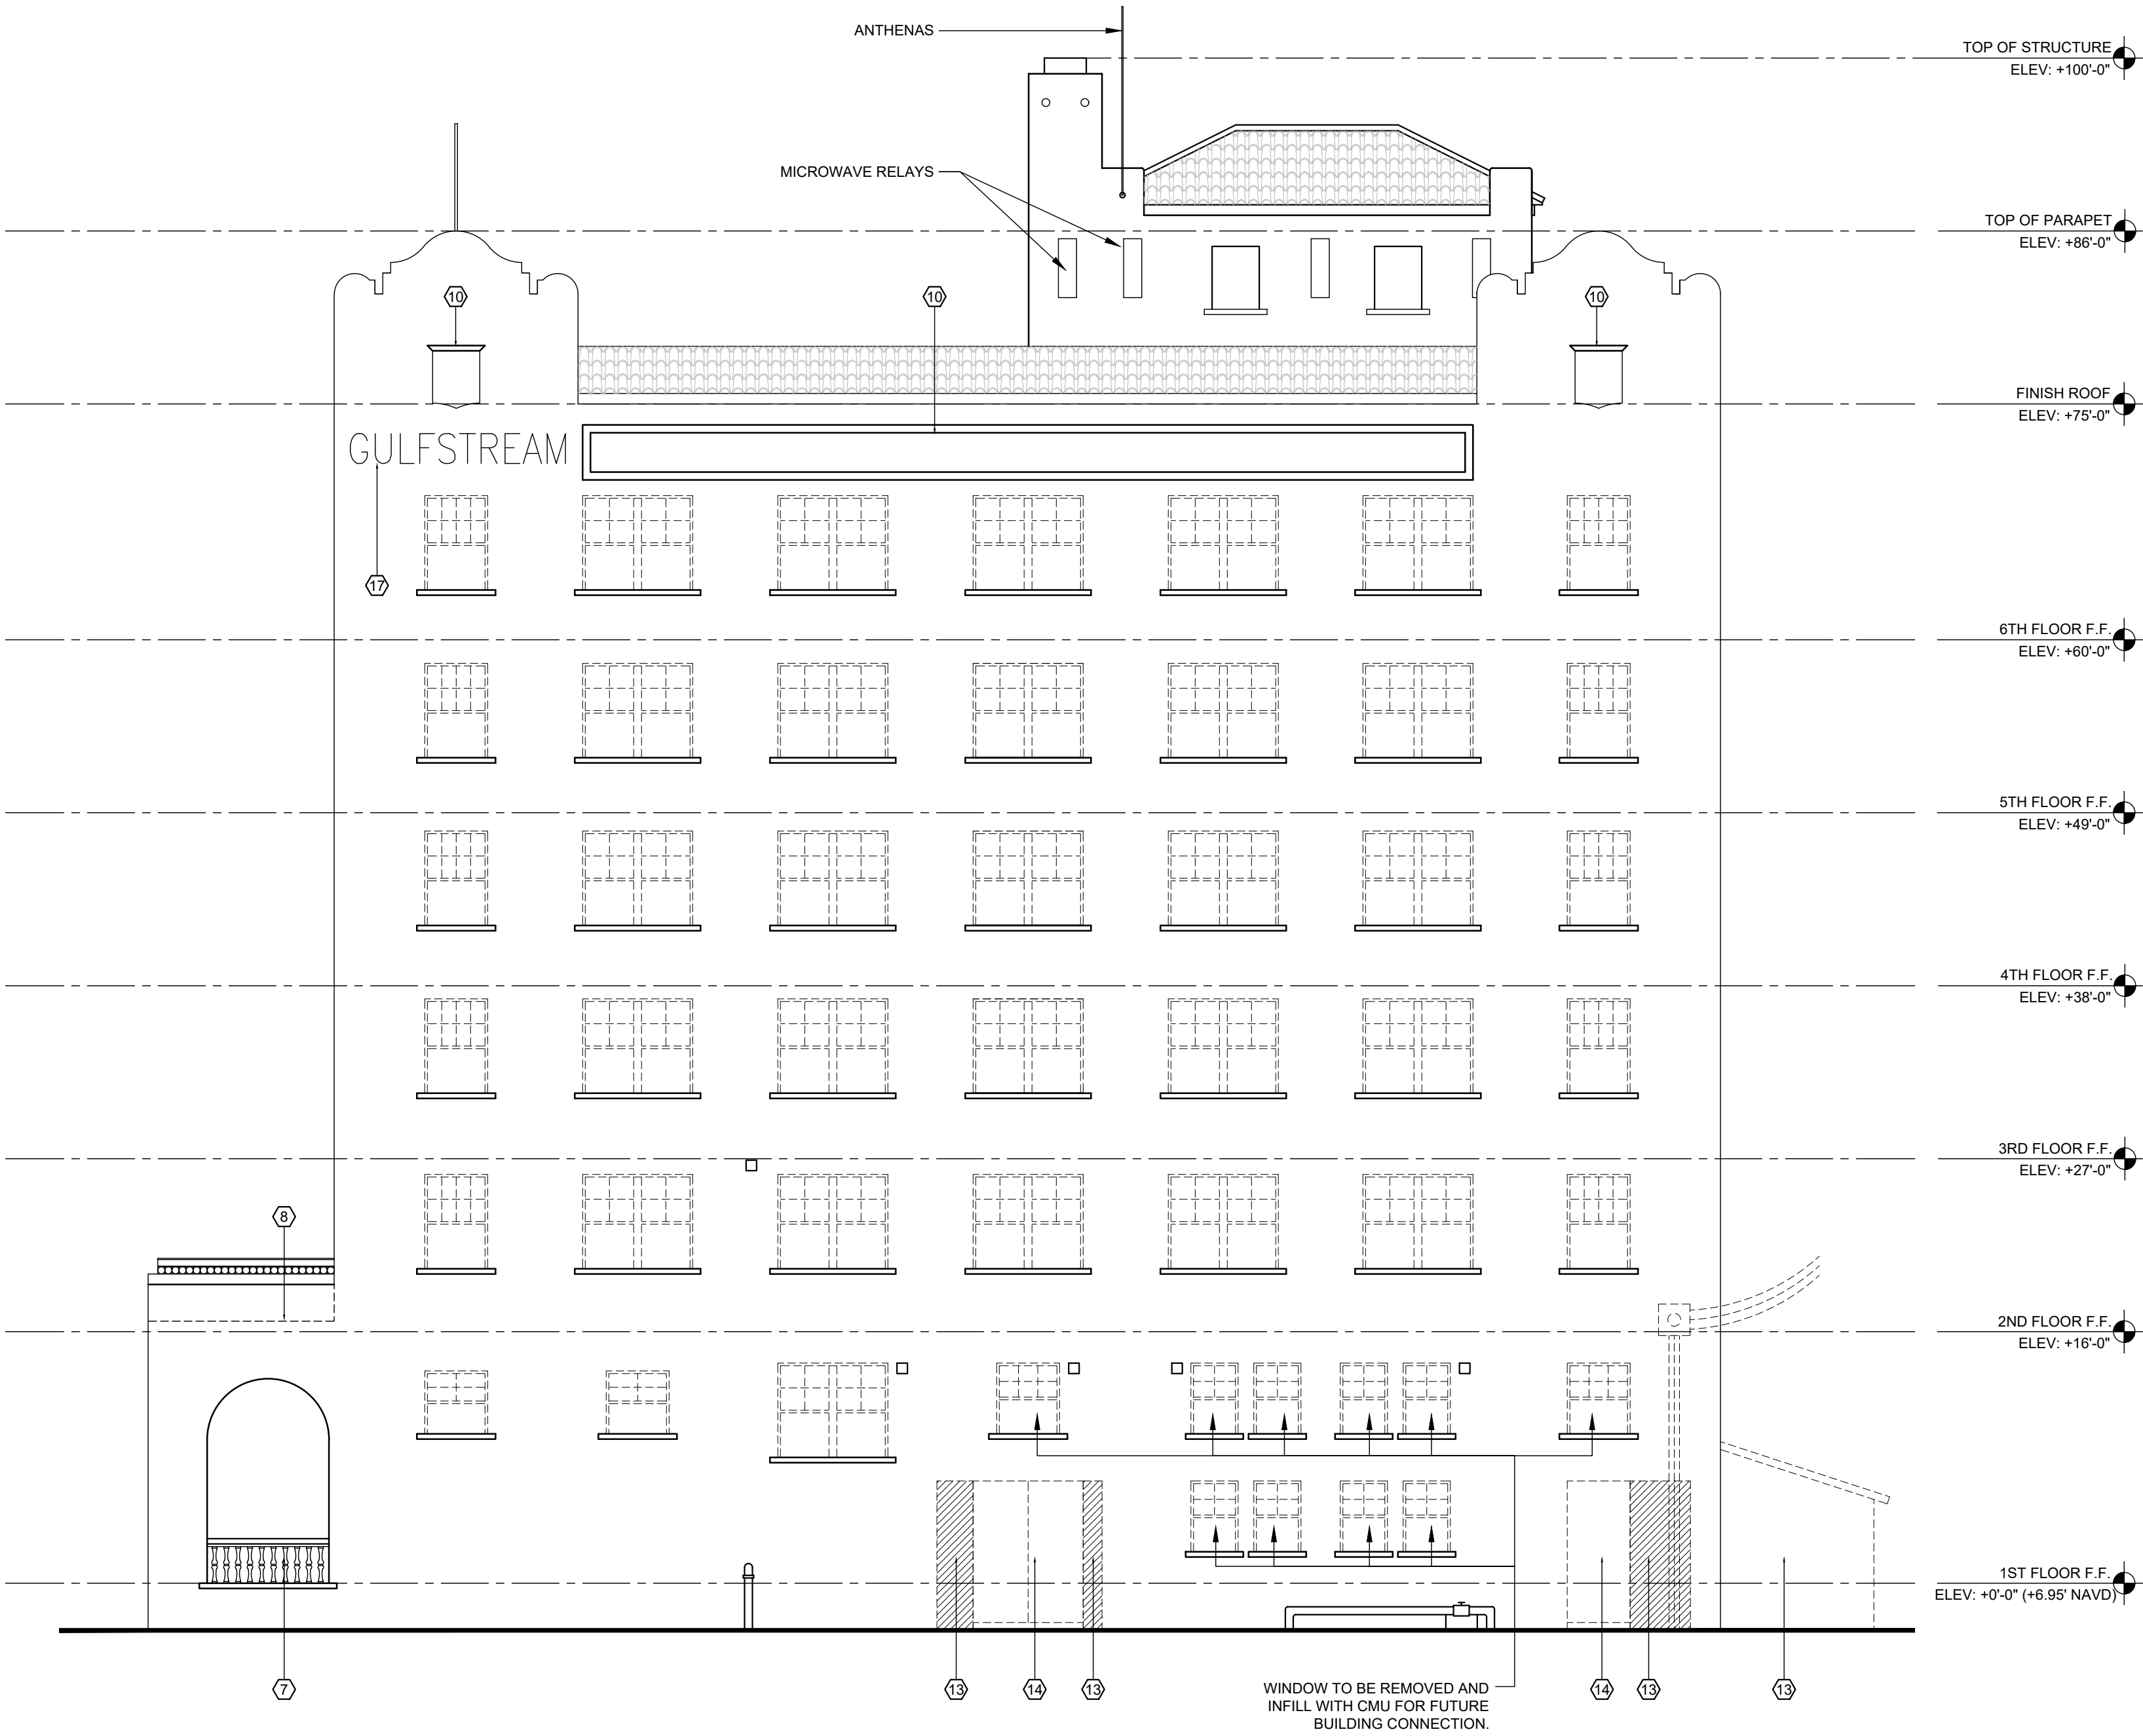 ANTHENAS
TOP OF STRUCTURE
ELEV: +100'-0"
MICROWAVE RELAYS
TOP OF PARAPET
ELEV: +86'-0"
10
10
10
FINISH ROOF
ELEV: +75'-0"
GULFSTREAM
17
6TH FLOOR F.F.
ELEV: +60'-0"
5TH FLOOR F.F.
ELEV: +49'-0"
4TH FLOOR F.F.
ELEV: +38'-0"
3RD FLOOR F.F.
ELEV: +27'-0"
8
2ND FLOOR F.F.
ELEV: +16'-0"
1ST FLOOR F.F.
ELEV: +0'-0" (+6.95' NAVD)
7
13
14
13
WINDOW TO BE REMOVED AND
INFILL WITH CMU FOR FUTURE
BUILDING CONNECTION.
14
13
13